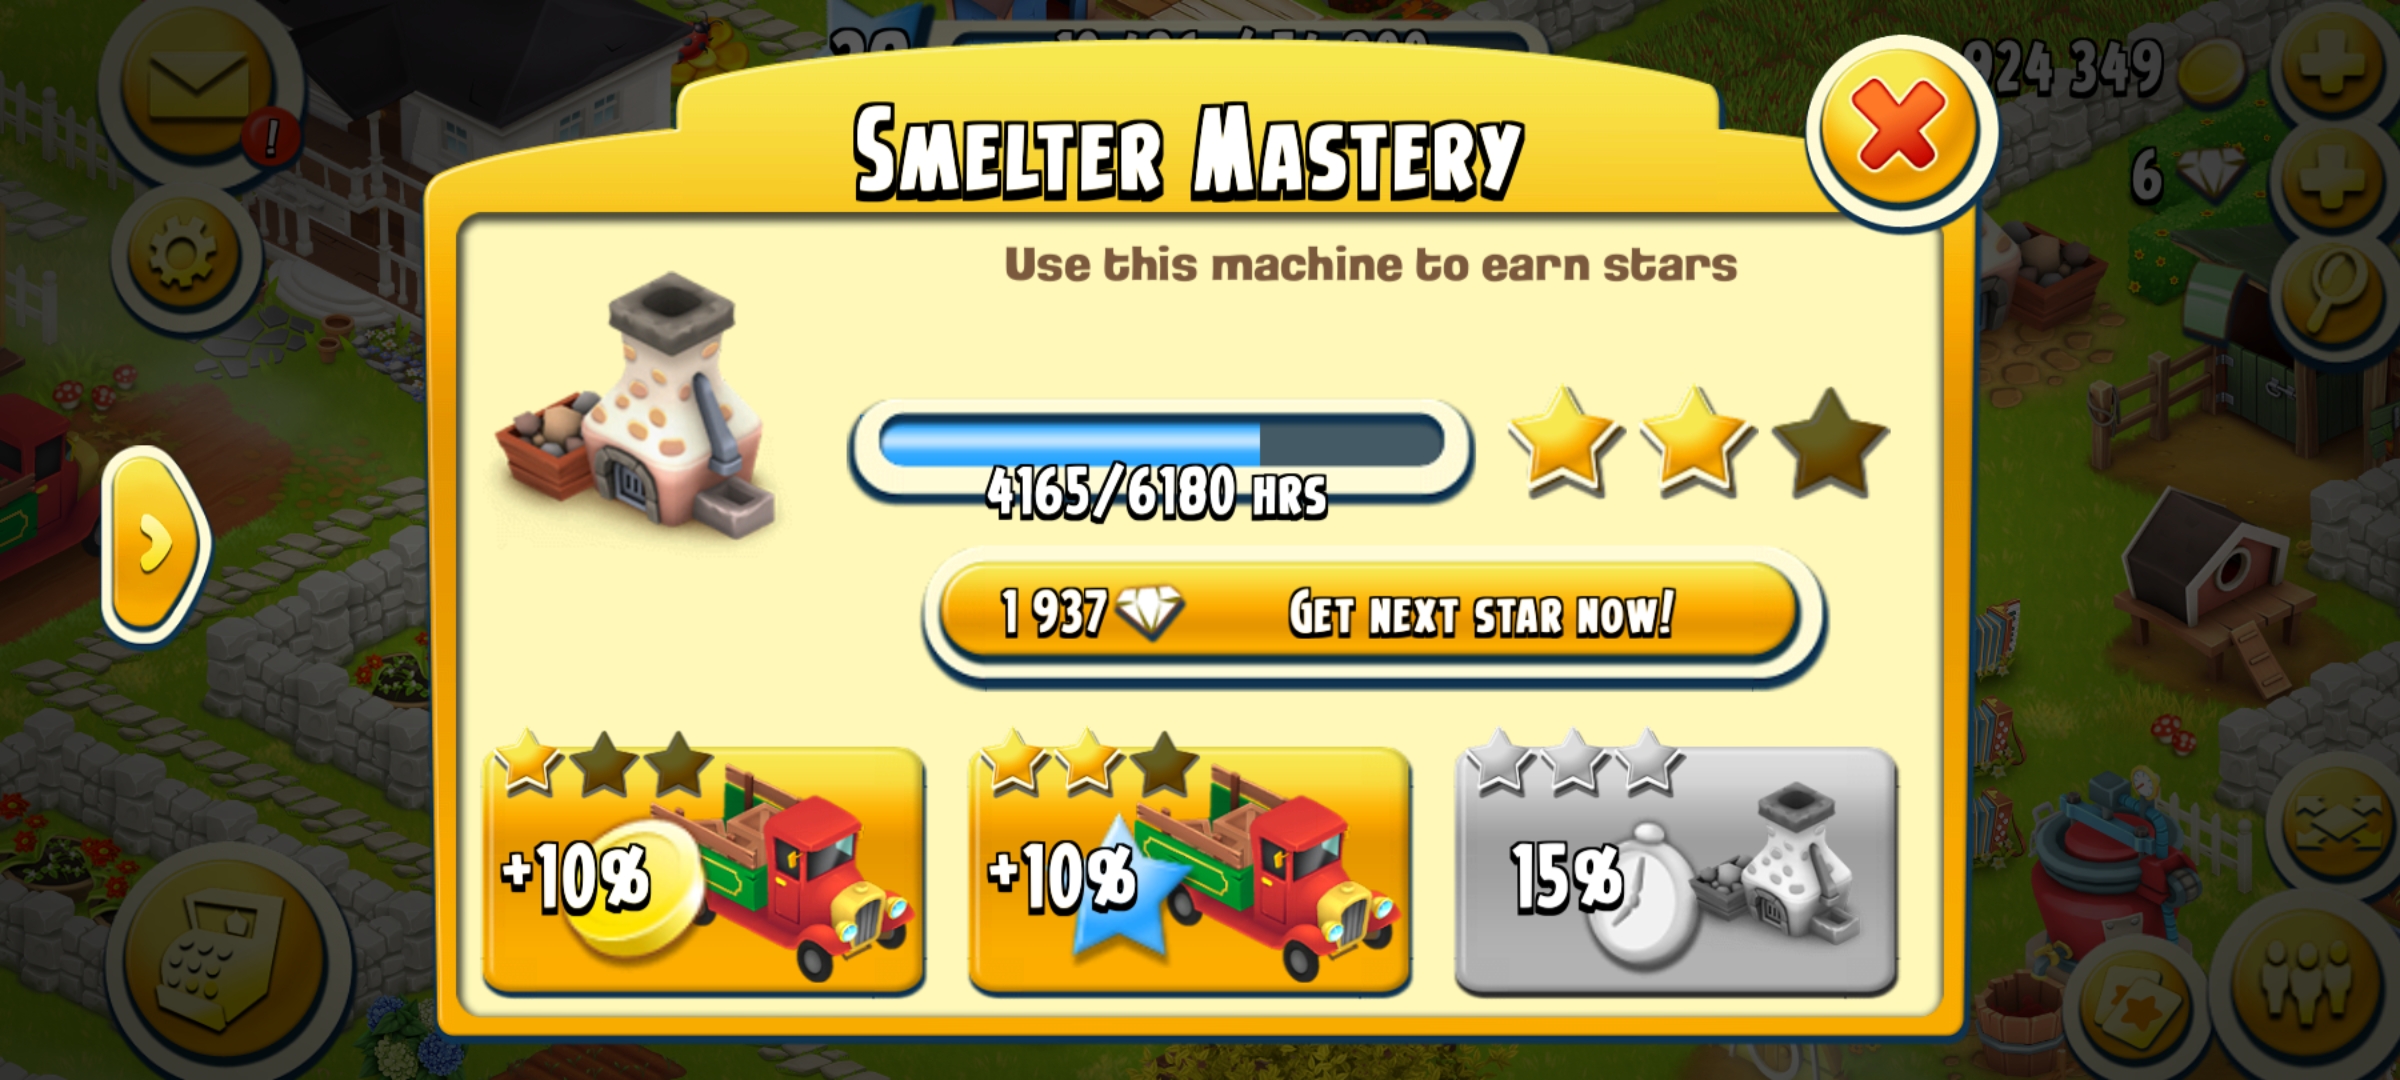 924 349
!
SMELTER MASTERY
6
Use this machine to earn stars
4165/6180 HRS
1 937 GET NEXT STAR NOW!
+10%
+10%
15%